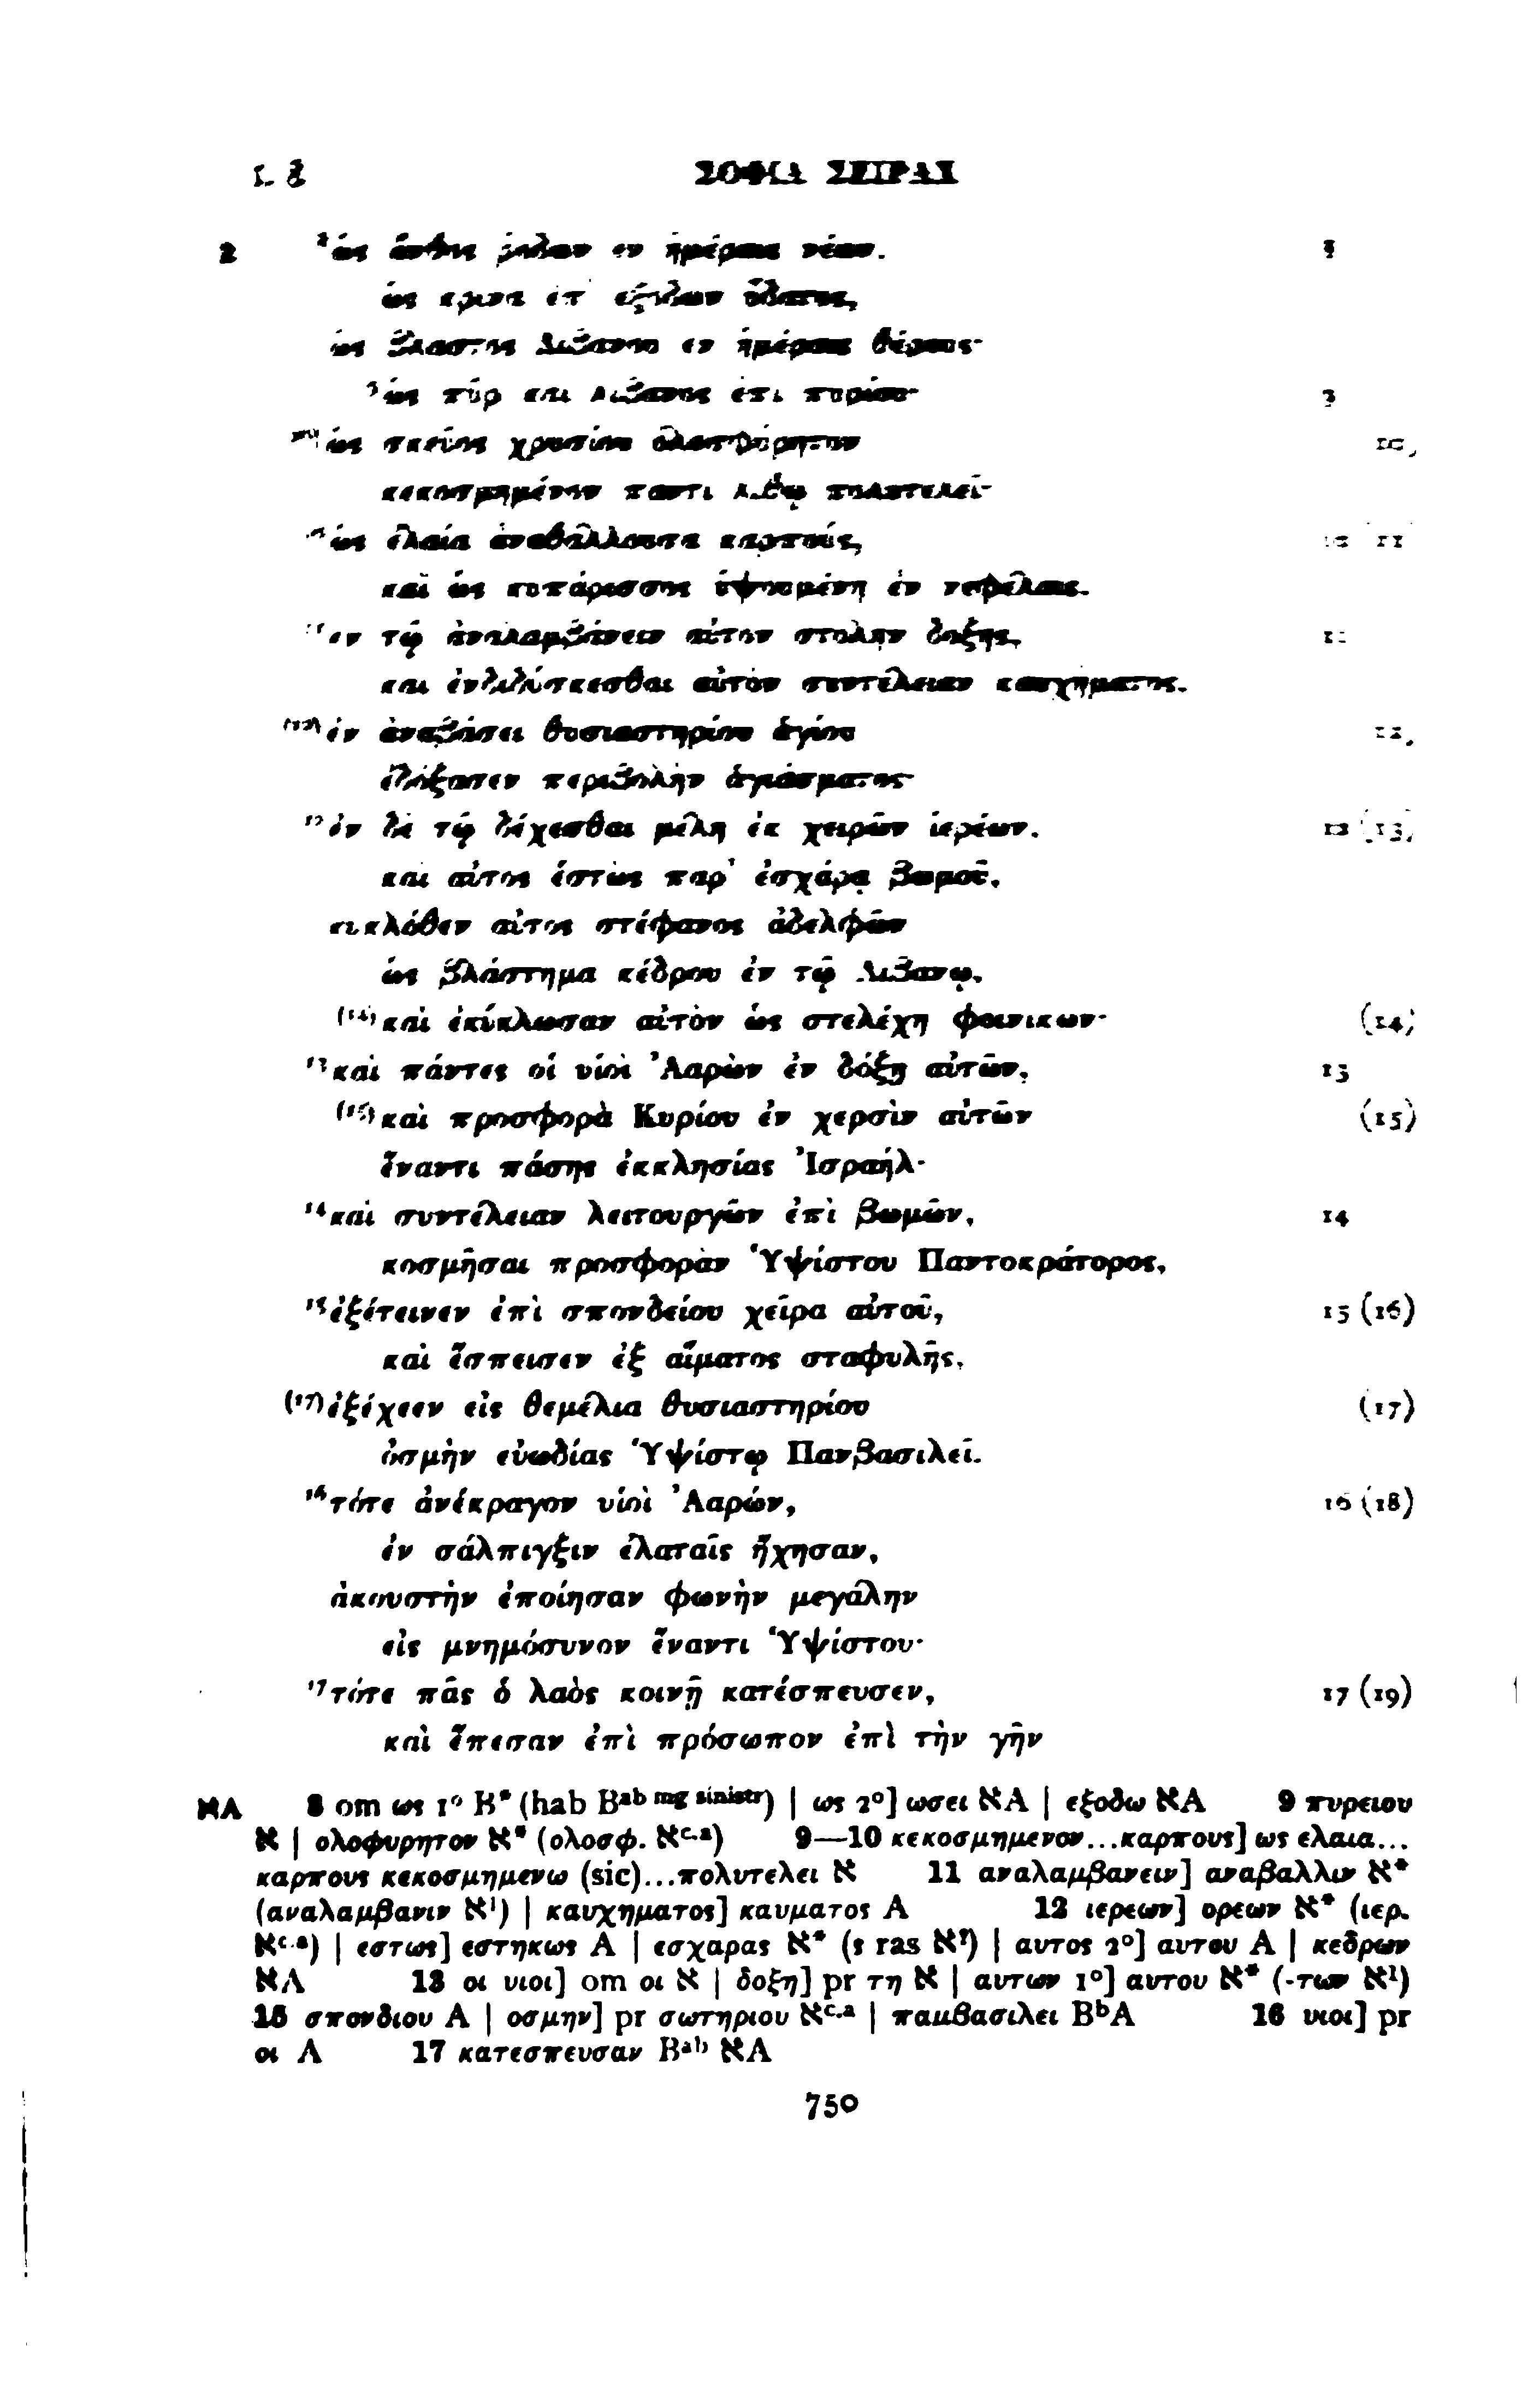 L 8 ΣΟΦΙΑ ΣΕΙΡΑΧ
ὡς ἄνθος ῥόδων ἐν ἡμέραις νέων,
ὡς κρίνα ἐπ' ἐξόδων ὕδατος,
ὡς βλαστὸς Λιβάνου ἐν ἡμέραις θέρους·
³ὡς πῦρ καὶ λίβανος ἐπὶ πυρίου· 9
ὡς σκεῦος χρυσίου ὁλοσφύρητον (10)
κεκοσμημένον παντὶ λίθῳ πολυτελεῖ·
ὡς ἐλαία ἀναθάλλουσα καρπούς, 10 (11)
καὶ ὡς κυπάρισσος ὑψουμένη ἐν νεφέλαις.
¹¹ἐν τῷ ἀναλαμβάνειν αὐτὸν στολὴν δόξης, 11
καὶ ἐνδιδύσκεσθαι αὐτὸν συντέλειαν καυχήματος,
⁽¹²⁾ἐν ἀναβάσει θυσιαστηρίου ἁγίου (12)
ἐδόξασεν περιβολὴν ἁγιάσματος·
¹²ἐν δὲ τῷ δέχεσθαι μέλη ἐκ χειρῶν ἱερέων, 12 (13)
καὶ αὐτὸς ἑστὼς παρ' ἐσχάρᾳ βωμοῦ,
κυκλόθεν αὐτὸς στέφανος ἀδελφῶν
ὡς βλάστημα κέδρου ἐν τῷ Λιβάνῳ,
⁽¹⁴⁾καὶ ἐκύκλωσαν αὐτὸν ὡς στελέχη φοινίκων· (14)
¹³καὶ πάντες οἱ υἱοὶ Ἀαρὼν ἐν δόξῃ αὐτῶν, 13
⁽¹⁵⁾καὶ προσφορὰ Κυρίου ἐν χερσὶν αὐτῶν (15)
ἔναντι πάσης ἐκκλησίας Ἰσραήλ·
¹⁴καὶ συντέλειαν λειτουργῶν ἐπὶ βωμῶν, 14
κοσμῆσαι προσφορὰν Ὑψίστου Παντοκράτορος,
¹⁵ἐξέτεινεν ἐπὶ σπονδείου χεῖρα αὐτοῦ, 15 (16)
καὶ ἔσπεισεν ἐξ αἵματος σταφυλῆς,
⁽¹⁷⁾ἐξέχεεν εἰς θεμέλια θυσιαστηρίου (17)
ὀσμὴν εὐωδίας Ὑψίστῳ Πανβασιλεῖ.
¹⁶τότε ἀνέκραγον υἱοὶ Ἀαρών, 16 (18)
ἐν σάλπιγξιν ἐλαταῖς ἤχησαν,
ἀκουστὴν ἐποίησαν φωνὴν μεγάλην
εἰς μνημόσυνον ἔναντι Ὑψίστου·
¹⁷τότε πᾶς ὁ λαὸς κοινῇ κατέσπευσεν, 17 (19)
καὶ ἔπεσαν ἐπὶ πρόσωπον ἐπὶ τὴν γῆν
ℵA 8 om ως 1° B* (hab Bᵃᵇ ᵐᵍ ˢⁱⁿⁱˢᵗʳ) | ως 2°] ωσει ℵA | εξοδω ℵA 9 πυρειου
ℵ | ολοφυρητον ℵ* (ολοσφ. ℵᶜ·ᵃ) 9—10 κεκοσμημενον...καρπους] ως ελαια...
καρπους κεκοσμημενω (sic)...πολυτελει ℵ 11 αναλαμβανειν] αναβαλλιν ℵ*
(αναλαμβανιν ℵ¹) | καυχηματος] καυματος A 12 ιερεων] ορεων ℵ* (ιερ.
ℵᶜ·ᵃ) | εστως] εστηκως A | εσχαρας ℵ* (s ras ℵ?) | αυτος 2°] αυτου A | κεδρων
ℵA 13 οι υιοι] om οι ℵ | δοξη] pr τη ℵ | αυτων 1°] αυτου ℵ* (-των ℵ¹)
15 σπονδιου A | οσμην] pr σωτηριου ℵᶜ·ᵃ | παμβασιλει BᵇA 16 υιοι] pr
οι A 17 κατεσπευσαν Bᵃᵇ ℵA
750